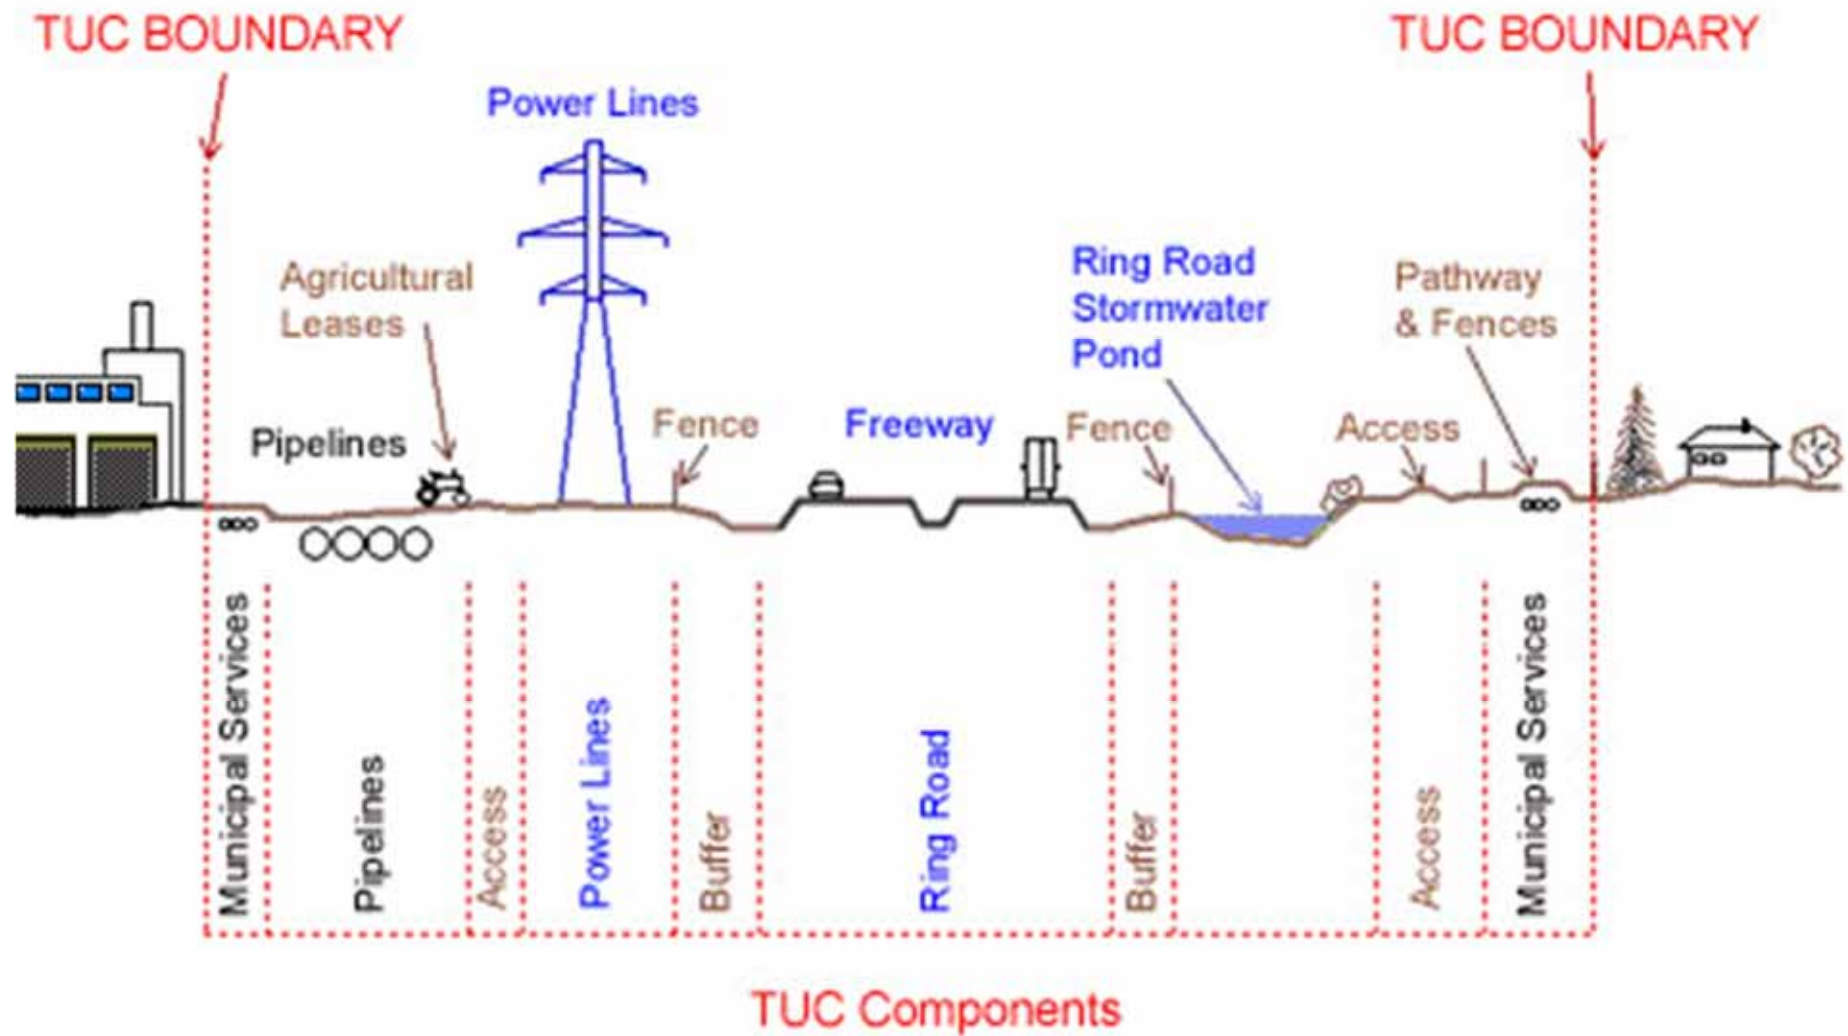 TUC BOUNDARY
TUC BOUNDARY
Power Lines
Agricultural
Leases
Ring Road
Stormwater
Pond
Pathway
& Fences
Pipelines
Fence
Freeway
Fence
Access
Municipal Services
Pipelines
Access
Power Lines
Buffer
Ring Road
Buffer
Access
Municipal Services
TUC Components